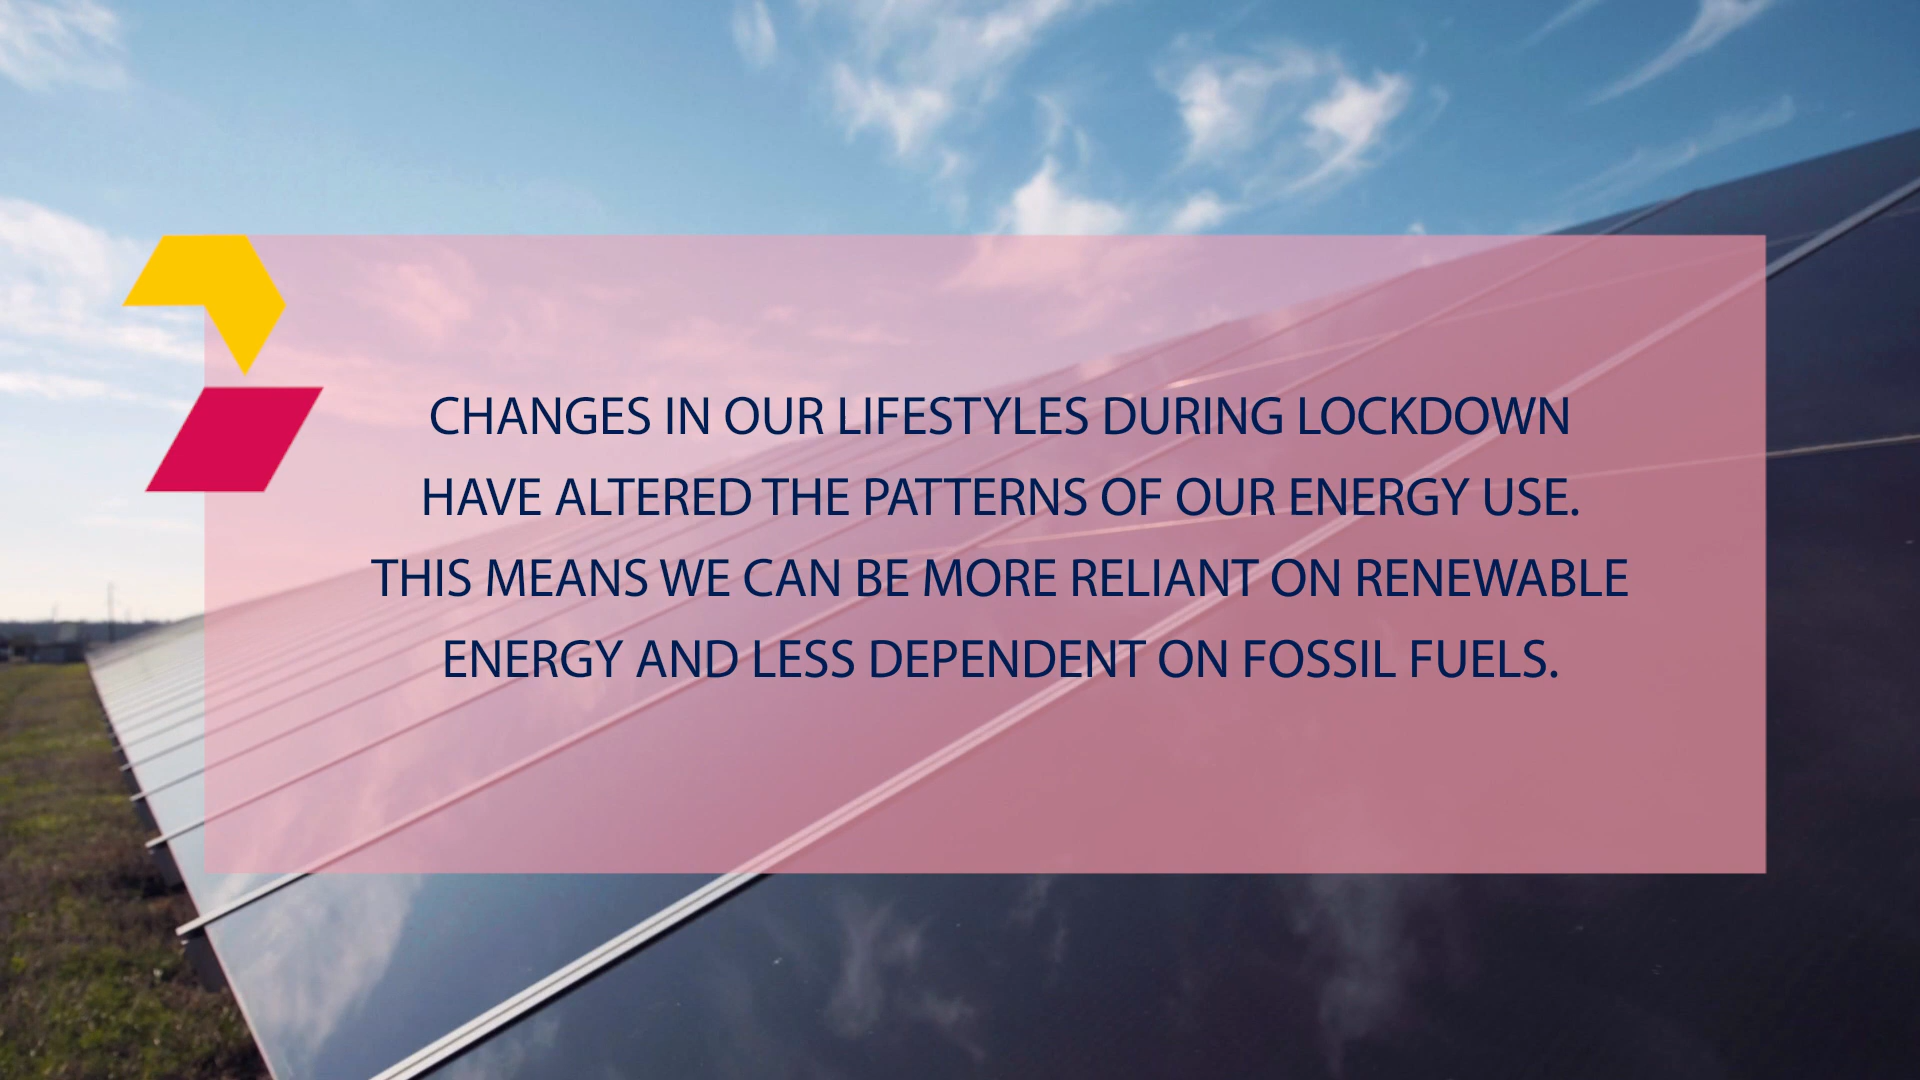 CHANGES IN OUR LIFESTYLES DURING LOCKDOWN
HAVE ALTERED THE PATTERNS OF OUR ENERGY USE.
THIS MEANS WE CAN BE MORE RELIANT ON RENEWABLE
ENERGY AND LESS DEPENDENT ON FOSSIL FUELS.